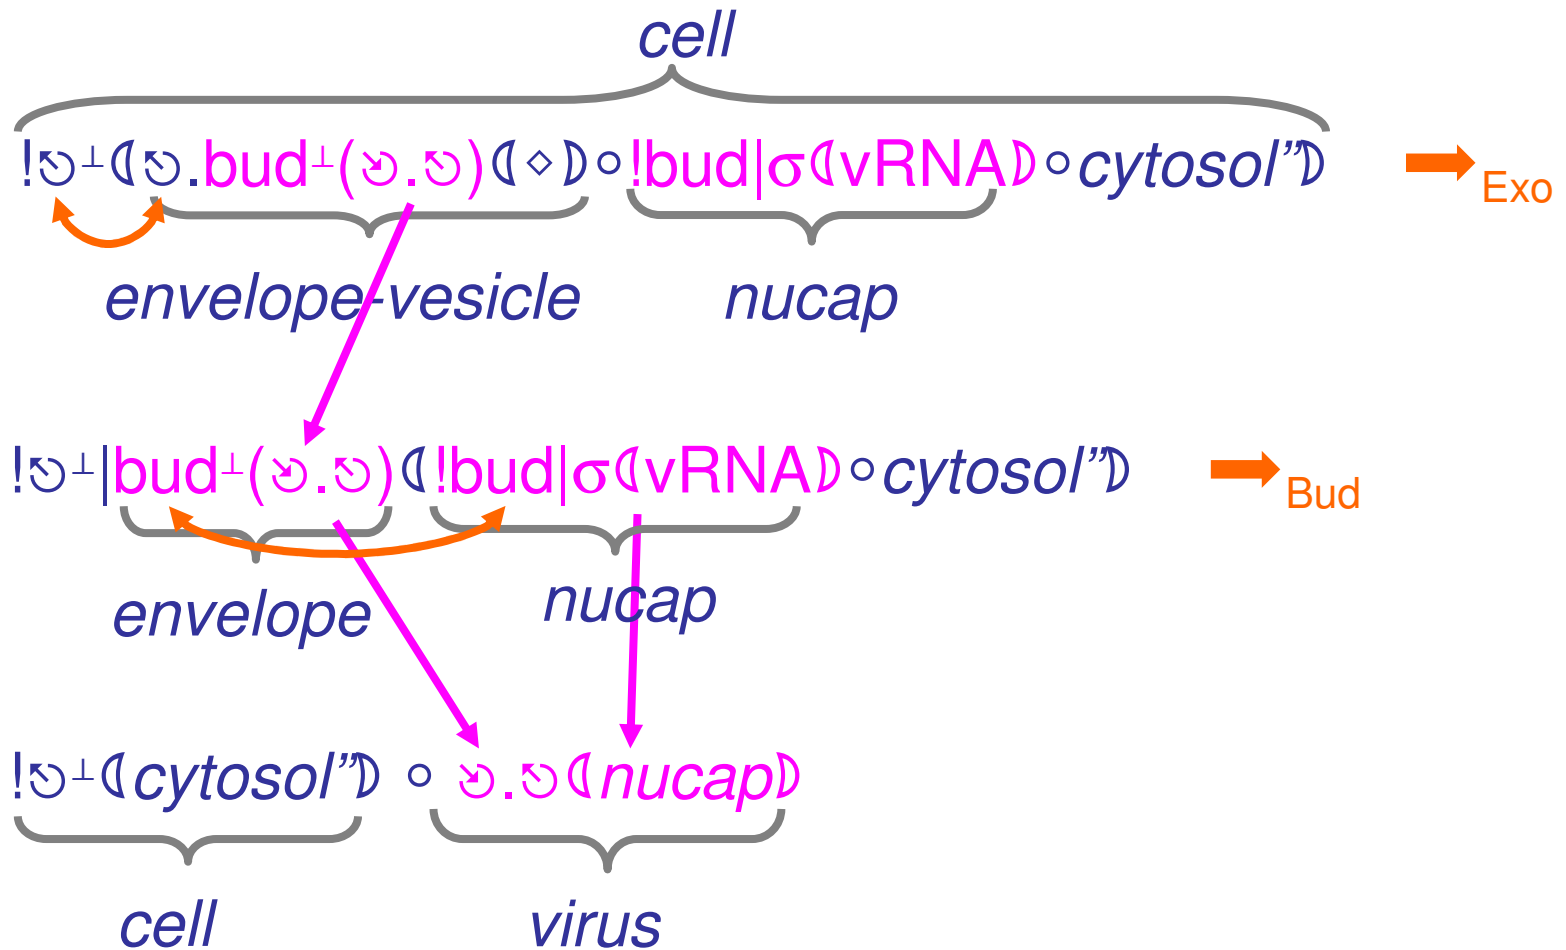 cell
!⎋⊥⦅⎋.bud⊥(⎆.⎋)⦅⋄⦆∘!bud|σ⦅vRNA⦆∘cytosol”⦆ ➡ Exo
envelope-vesicle nucap
!⎋⊥|bud⊥(⎆.⎋)⦅!bud|σ⦅vRNA⦆∘cytosol”⦆ ➡ Bud
envelope nucap
!⎋⊥⦅cytosol”⦆ ∘ ⎆.⎋⦅nucap⦆
cell virus